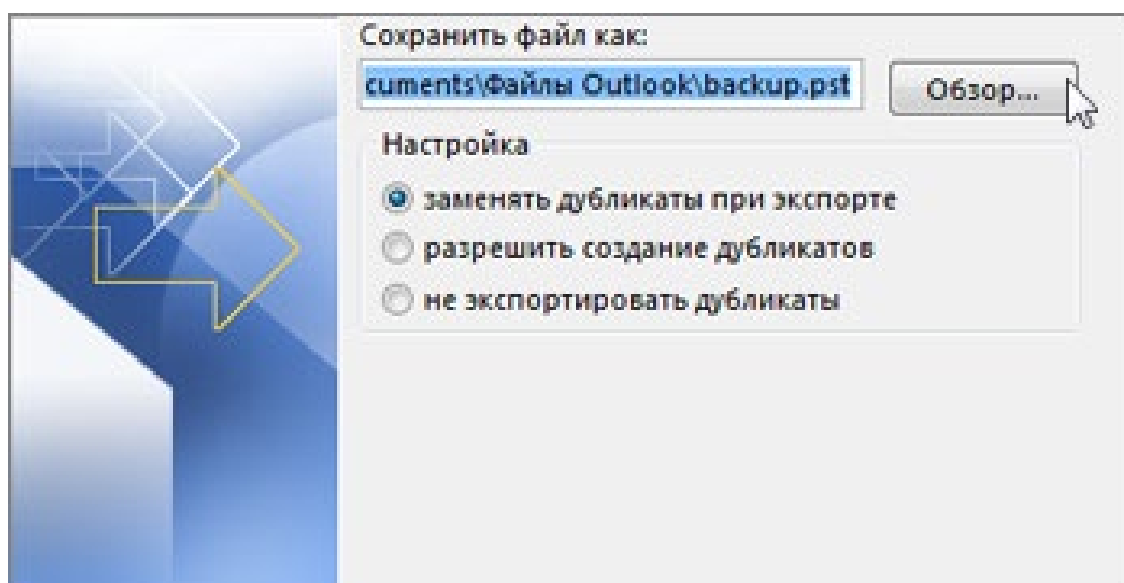 Сохранить файл как:
cuments\Файлы Outlook\backup.pst
Обзор...
Настройка
заменять дубликаты при экспорте
разрешить создание дубликатов
не экспортировать дубликаты